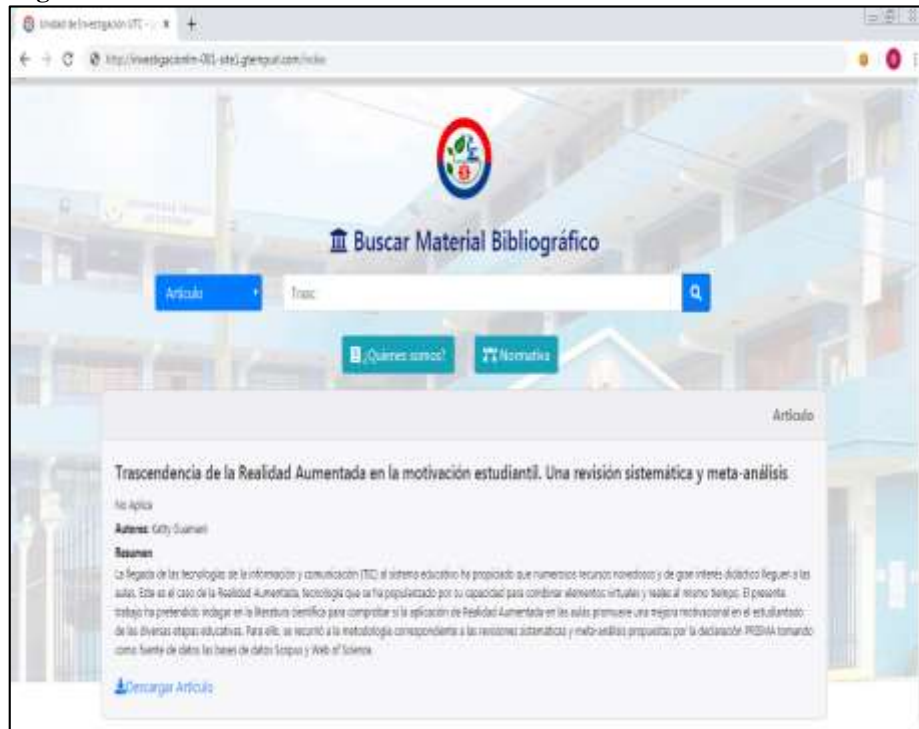 Unidad de Investigación UTC -
Buscar Material Bibliográfico
Artículo
Trasc
¿Quienes somos?
Normativa
Artículo
Trascendencia de la Realidad Aumentada en la motivación estudiantil. Una revisión sistemática y meta-análisis
No Aplica
Autores: Guamani
Resumen
La llegada de las tecnologías de la información y comunicación (TIC) al sistema educativo ha propiciado que numerosos recursos novedosos y de gran interés didáctico lleguen a las
aulas. Este es el caso de la Realidad Aumentada, tecnología que se ha popularizado por su capacidad para combinar elementos virtuales y reales al mismo tiempo. El presente
trabajo ha pretendido indagar en la literatura científica para comprobar si la aplicación de Realidad Aumentada en las aulas promueve una mejora motivacional en el estudiantado
de las diversas etapas educativas. Para ello, se recurrió a la metodología correspondiente a las revisiones sistemáticas y meta-análisis propuestas por la declaración PRISMA tomando
como fuente de datos las bases de datos Scopus y Web of Science.
Descargar Artículo